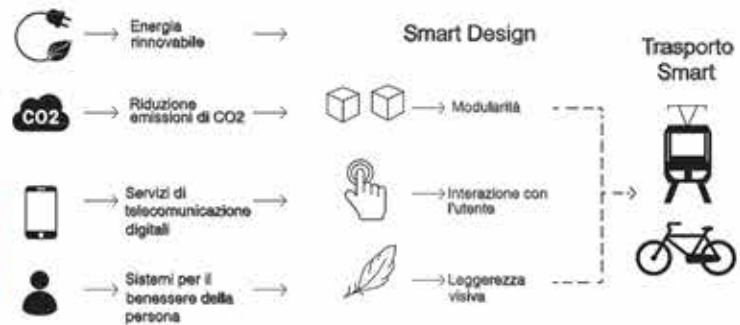 Energia
rinnovabile
Smart Design
Trasporto
Smart
CO2
Riduzione
emissioni di CO2
Modularità
Servizi di
telecomunicazione
digitali
Interazione con
l'utente
Sistemi per il
benessere della
persona
Leggerezza
visiva